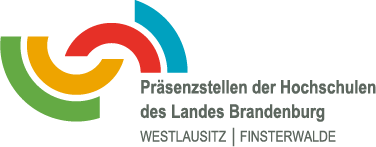 Präsenzstellen der Hochschulen
des Landes Brandenburg
WESTLAUSITZ | FINSTERWALDE